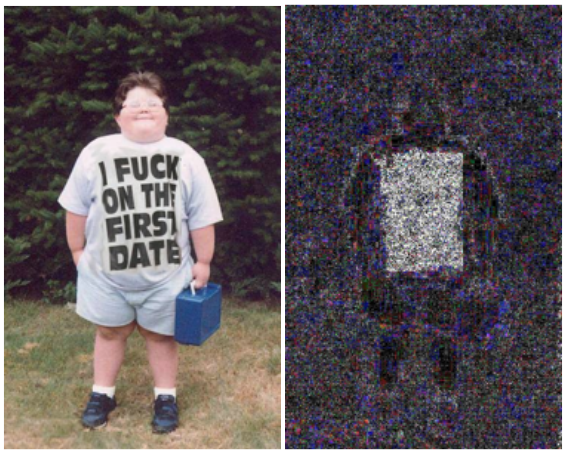 I FUCK
ON THE
FIRST
DATE